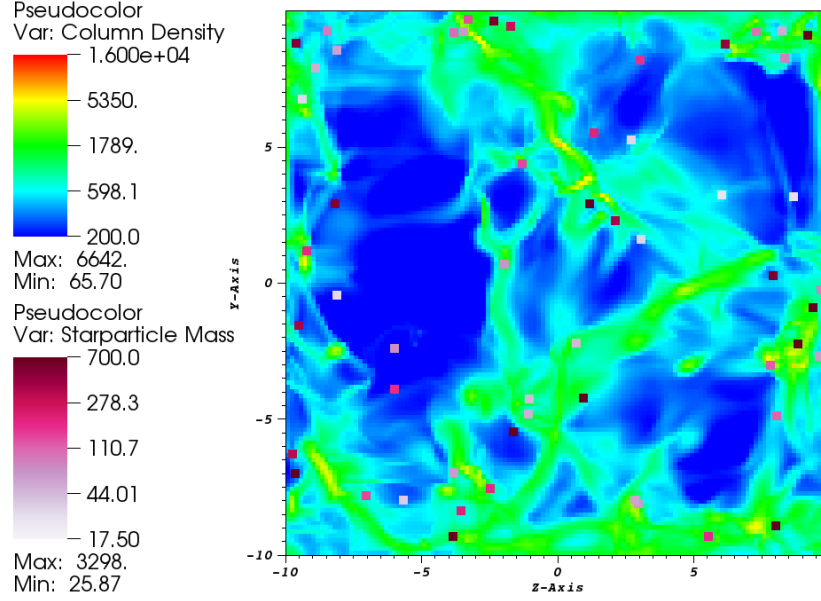 Pseudocolor
Var: Column Density
1.600e+04
5350.
1789.
598.1
200.0
Max: 6642.
Min: 65.70
Pseudocolor
Var: Starparticle Mass
700.0
278.3
110.7
44.01
17.50
Max: 3298.
Min: 25.87
Y-Axis
5
0
-5
-10
-10
-5
0
5
Z-Axis